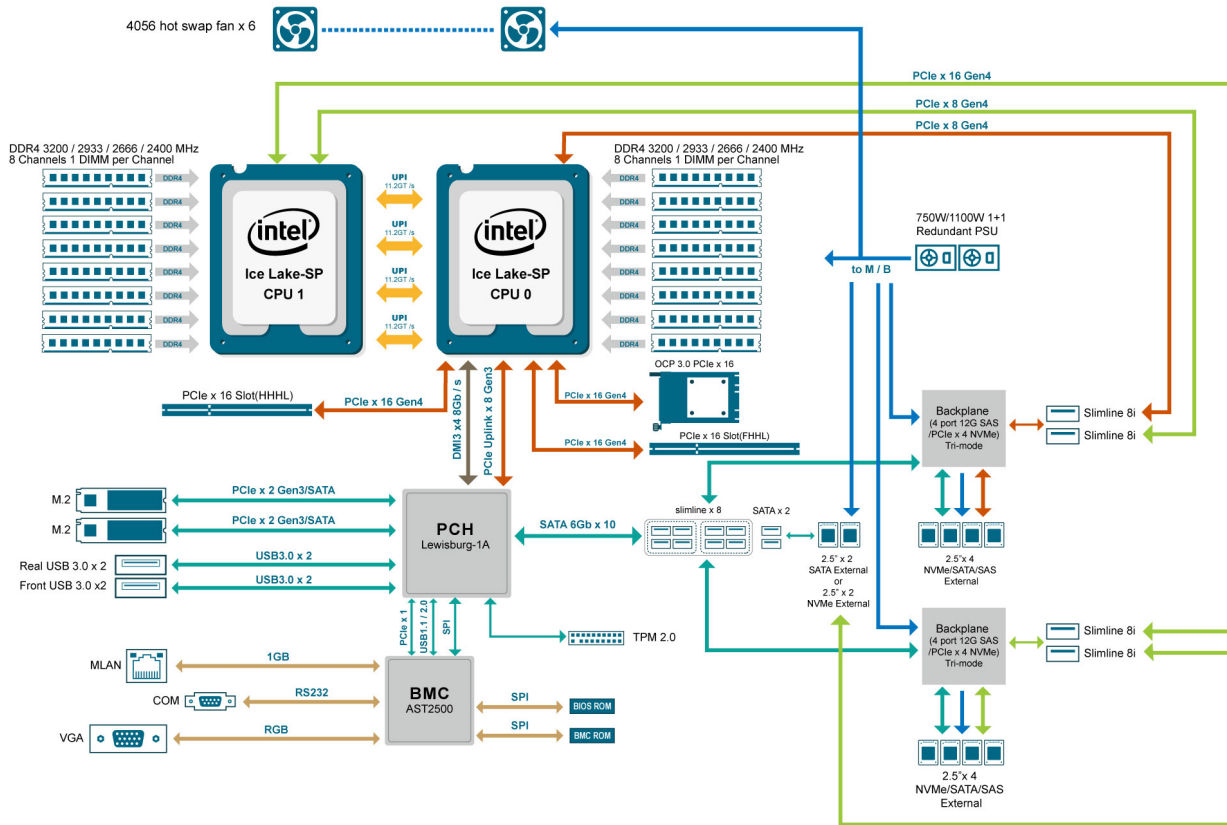 4056 hot swap fan x 6
PCIe x 16 Gen4
PCIe x 8 Gen4
PCIe x 8 Gen4
DDR4 3200 / 2933 / 2666 / 2400 MHz
8 Channels 1 DIMM per Channel
DDR4
DDR4
DDR4
DDR4
DDR4
DDR4
DDR4
DDR4
intel
Ice Lake-SP
CPU 1
UPI
11.2GT /s
UPI
11.2GT /s
UPI
11.2GT /s
UPI
11.2GT /s
intel
Ice Lake-SP
CPU 0
DDR4 3200 / 2933 / 2666 / 2400 MHz
8 Channels 1 DIMM per Channel
DDR4
DDR4
DDR4
DDR4
DDR4
DDR4
DDR4
DDR4
750W/1100W 1+1
Redundant PSU
to M / B
PCIe x 16 Slot(HHHL)
PCIe x 16 Gen4
DMI3 x4 8Gb / s
PCIe Uplink x 8 Gen3
OCP 3.0 PCIe x 16
PCIe x 16 Gen4
PCIe x 16 Gen4
PCIe x 16 Slot(FHHL)
Backplane
(4 port 12G SAS
/PCIe x 4 NVMe)
Tri-mode
Slimline 8i
Slimline 8i
M.2
PCIe x 2 Gen3/SATA
M.2
PCIe x 2 Gen3/SATA
Real USB 3.0 x 2
USB3.0 x 2
Front USB 3.0 x2
USB3.0 x 2
PCH
Lewisburg-1A
SATA 6Gb x 10
slimline x 8
SATA x 2
2.5" x 2
SATA External
or
2.5" x 2
NVMe External
2.5"x 4
NVMe/SATA/SAS
External
PCIe x 1
USB1.1 / 2.0
SPI
TPM 2.0
Backplane
(4 port 12G SAS
/PCIe x 4 NVMe)
Tri-mode
Slimline 8i
Slimline 8i
MLAN
1GB
COM
RS232
VGA
RGB
BMC
AST2500
SPI
BIOS ROM
SPI
BMC ROM
2.5"x 4
NVMe/SATA/SAS
External